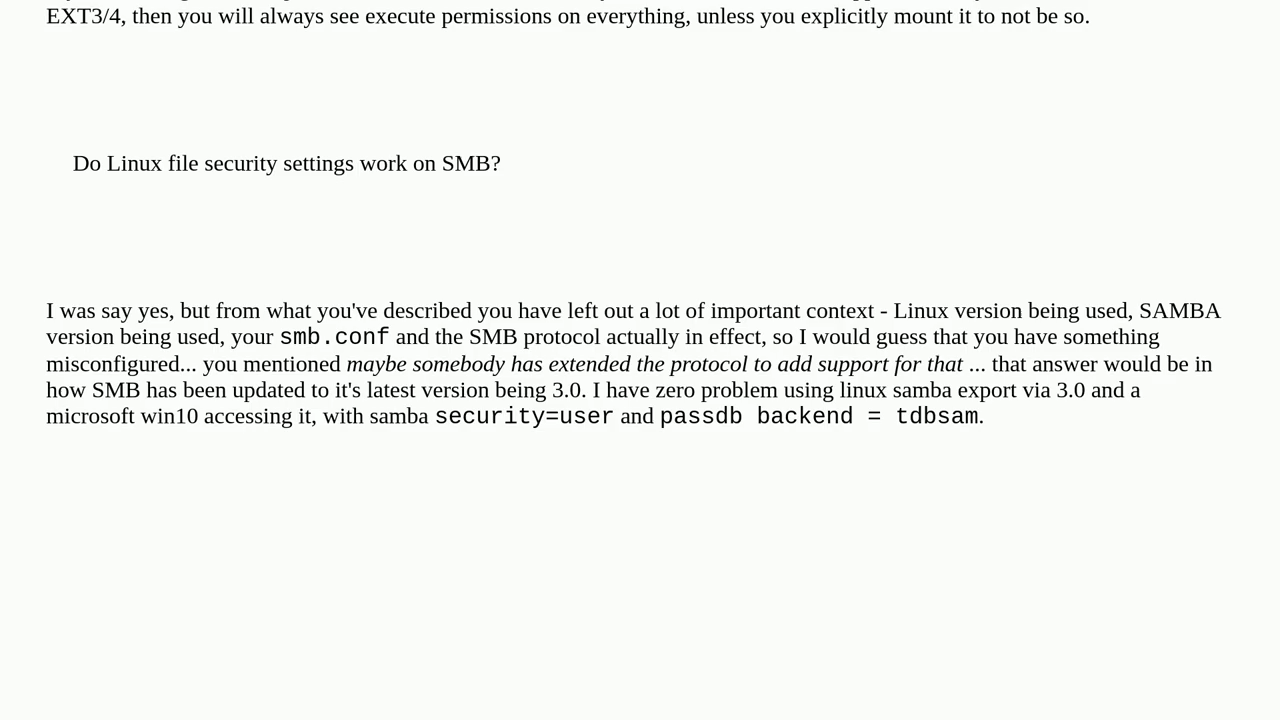 EXT3/4, then you will always see execute permissions on everything, unless you explicitly mount it to not be so.
Do Linux file security settings work on SMB?
I was say yes, but from what you've described you have left out a lot of important context - Linux version being used, SAMBA
version being used, your smb.conf and the SMB protocol actually in effect, so I would guess that you have something
misconfigured... you mentioned maybe somebody has extended the protocol to add support for that ... that answer would be in
how SMB has been updated to it's latest version being 3.0. I have zero problem using linux samba export via 3.0 and a
microsoft win10 accessing it, with samba security=user and passdb backend = tdbsam.